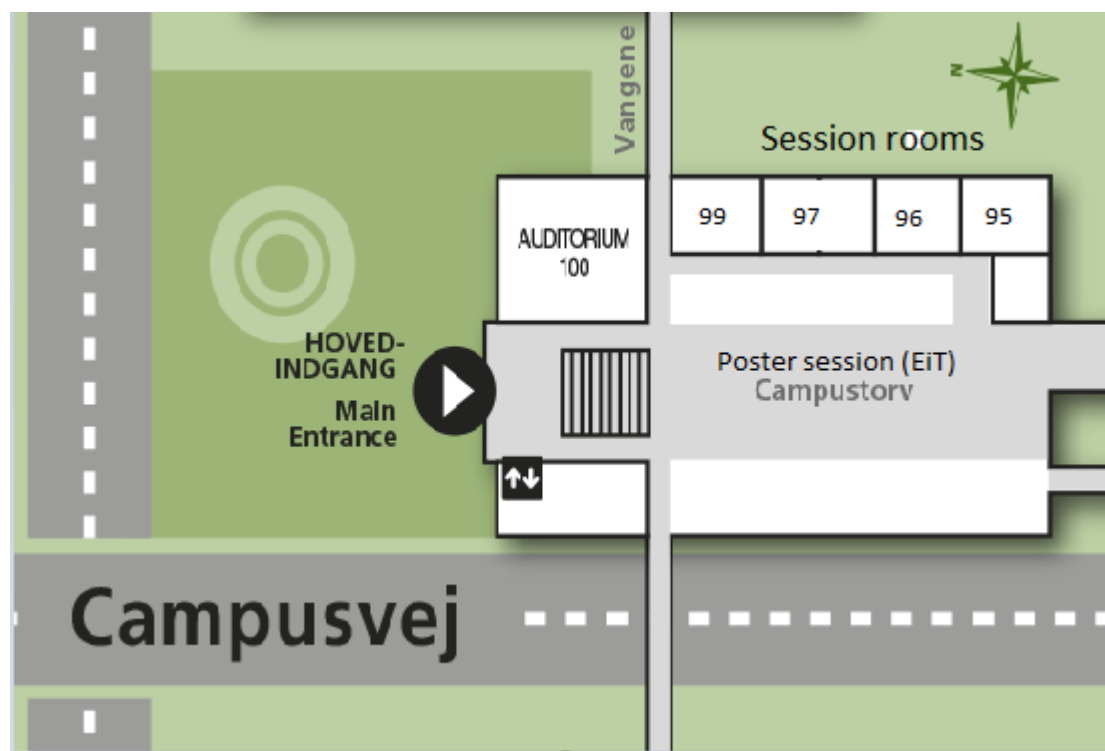 Vangene
N
Session rooms
99
97
96
95
AUDITORIUM
100
HOVED-
INDGANG
Main
Entrance
Poster session (EiT)
Campustorv
Campusvej